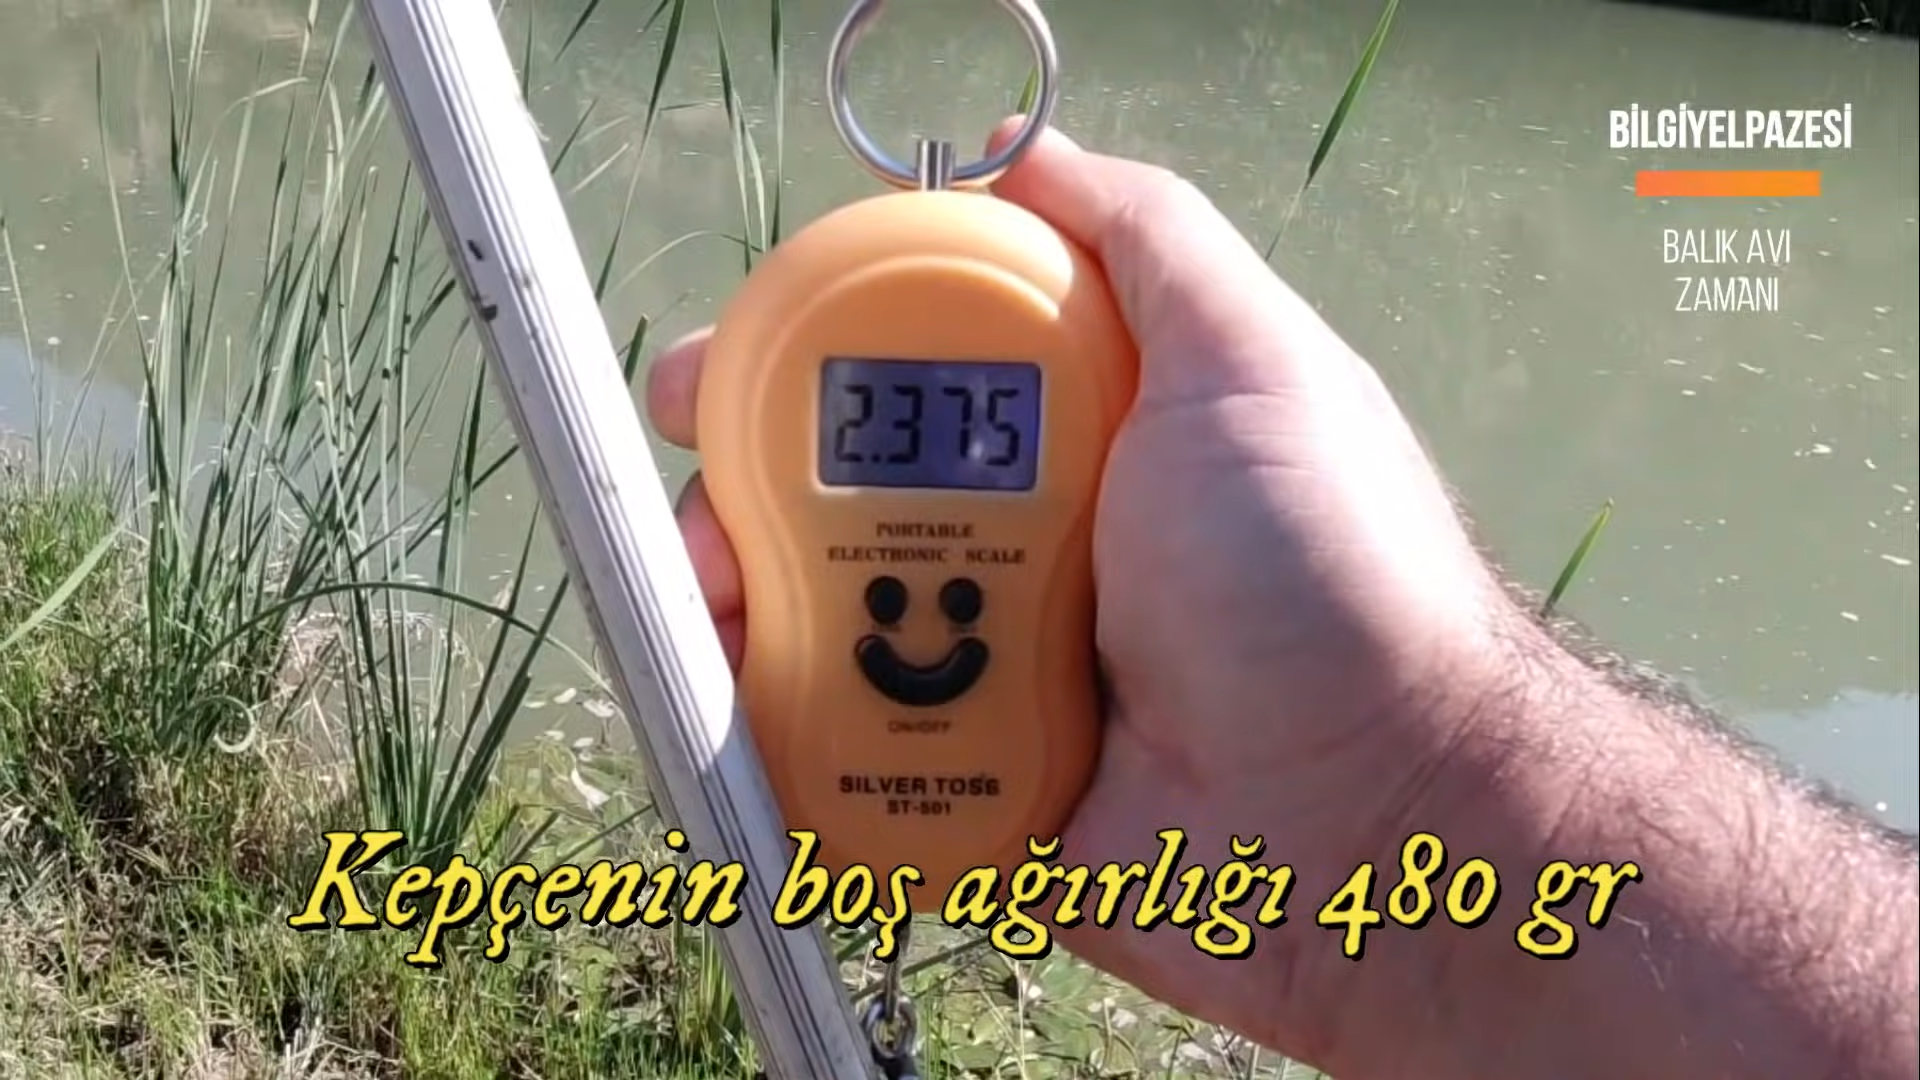 BİLGİYELPAZESİ
BALIK AVI
ZAMANI
2.375
PORTABLE
ELECTRONIC SCALE
ON/OFF
SILVER TOSS
ST-501
Kepçenin boş ağırlığı 480 gr